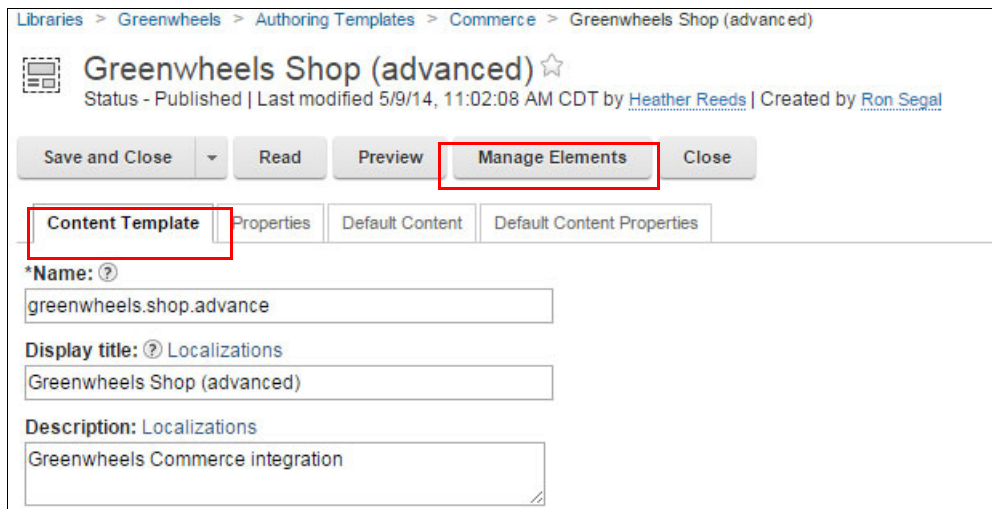 Libraries > Greenwheels > Authoring Templates > Commerce > Greenwheels Shop (advanced)
Greenwheels Shop (advanced)
Status - Published | Last modified 5/9/14, 11:02:08 AM CDT by Heather Reeds | Created by Ron Segal
Save and Close Read Preview Manage Elements Close
Content Template Properties Default Content Default Content Properties
*Name: ?
greenwheels.shop.advance
Display title: ? Localizations
Greenwheels Shop (advanced)
Description: Localizations
Greenwheels Commerce integration